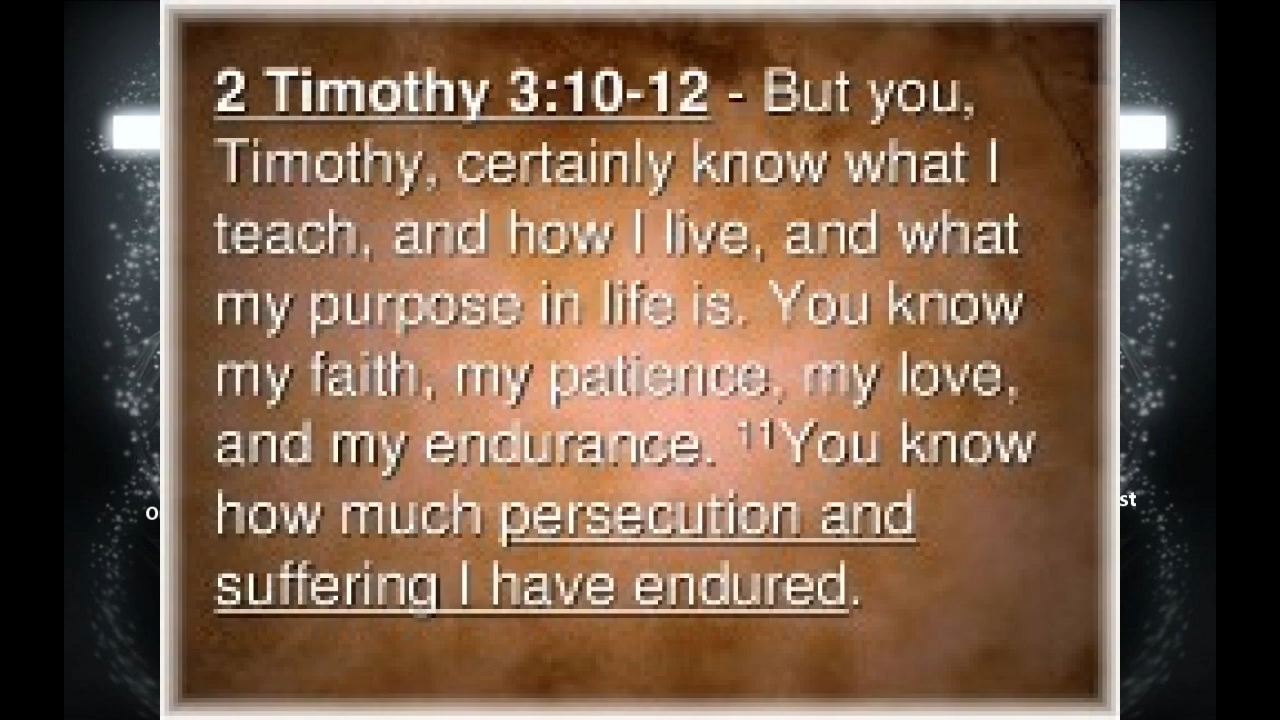 2 Timothy 3:10-12 - But you,
Timothy, certainly know what I
teach, and how I live, and what
my purpose in life is. You know
my faith, my patience, my love,
and my endurance. ¹¹You know
how much persecution and
suffering I have endured.